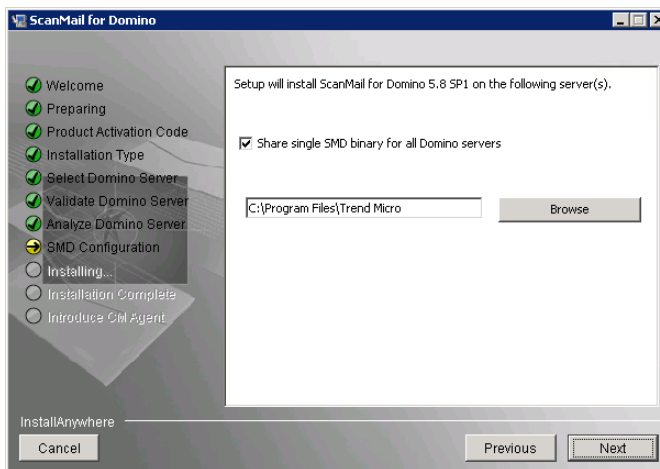 ScanMail for Domino
Welcome
Preparing
Product Activation Code
Installation Type
Select Domino Server
Validate Domino Server
Analyze Domino Server
SMD Configuration
Installing...
Installation Complete
Introduce CM Agent
Setup will install ScanMail for Domino 5.8 SP1 on the following server(s).
Share single SMD binary for all Domino servers
C:\Program Files\Trend Micro
Browse
InstallAnywhere
Cancel
Previous
Next